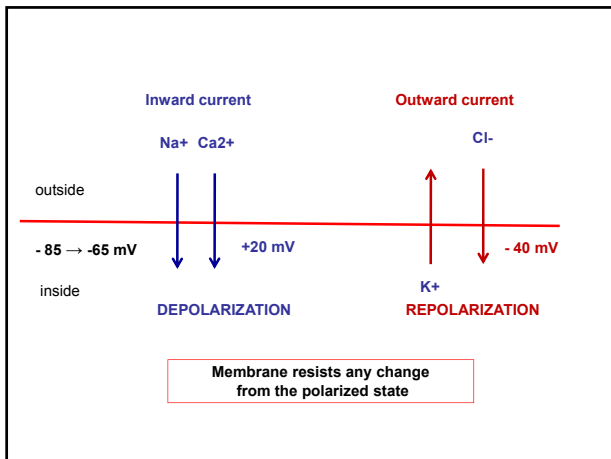 Inward current
Outward current
Na+ Ca2+
Cl-
outside
- 85 → -65 mV
+20 mV
- 40 mV
inside
K+
DEPOLARIZATION
REPOLARIZATION
Membrane resists any change
from the polarized state